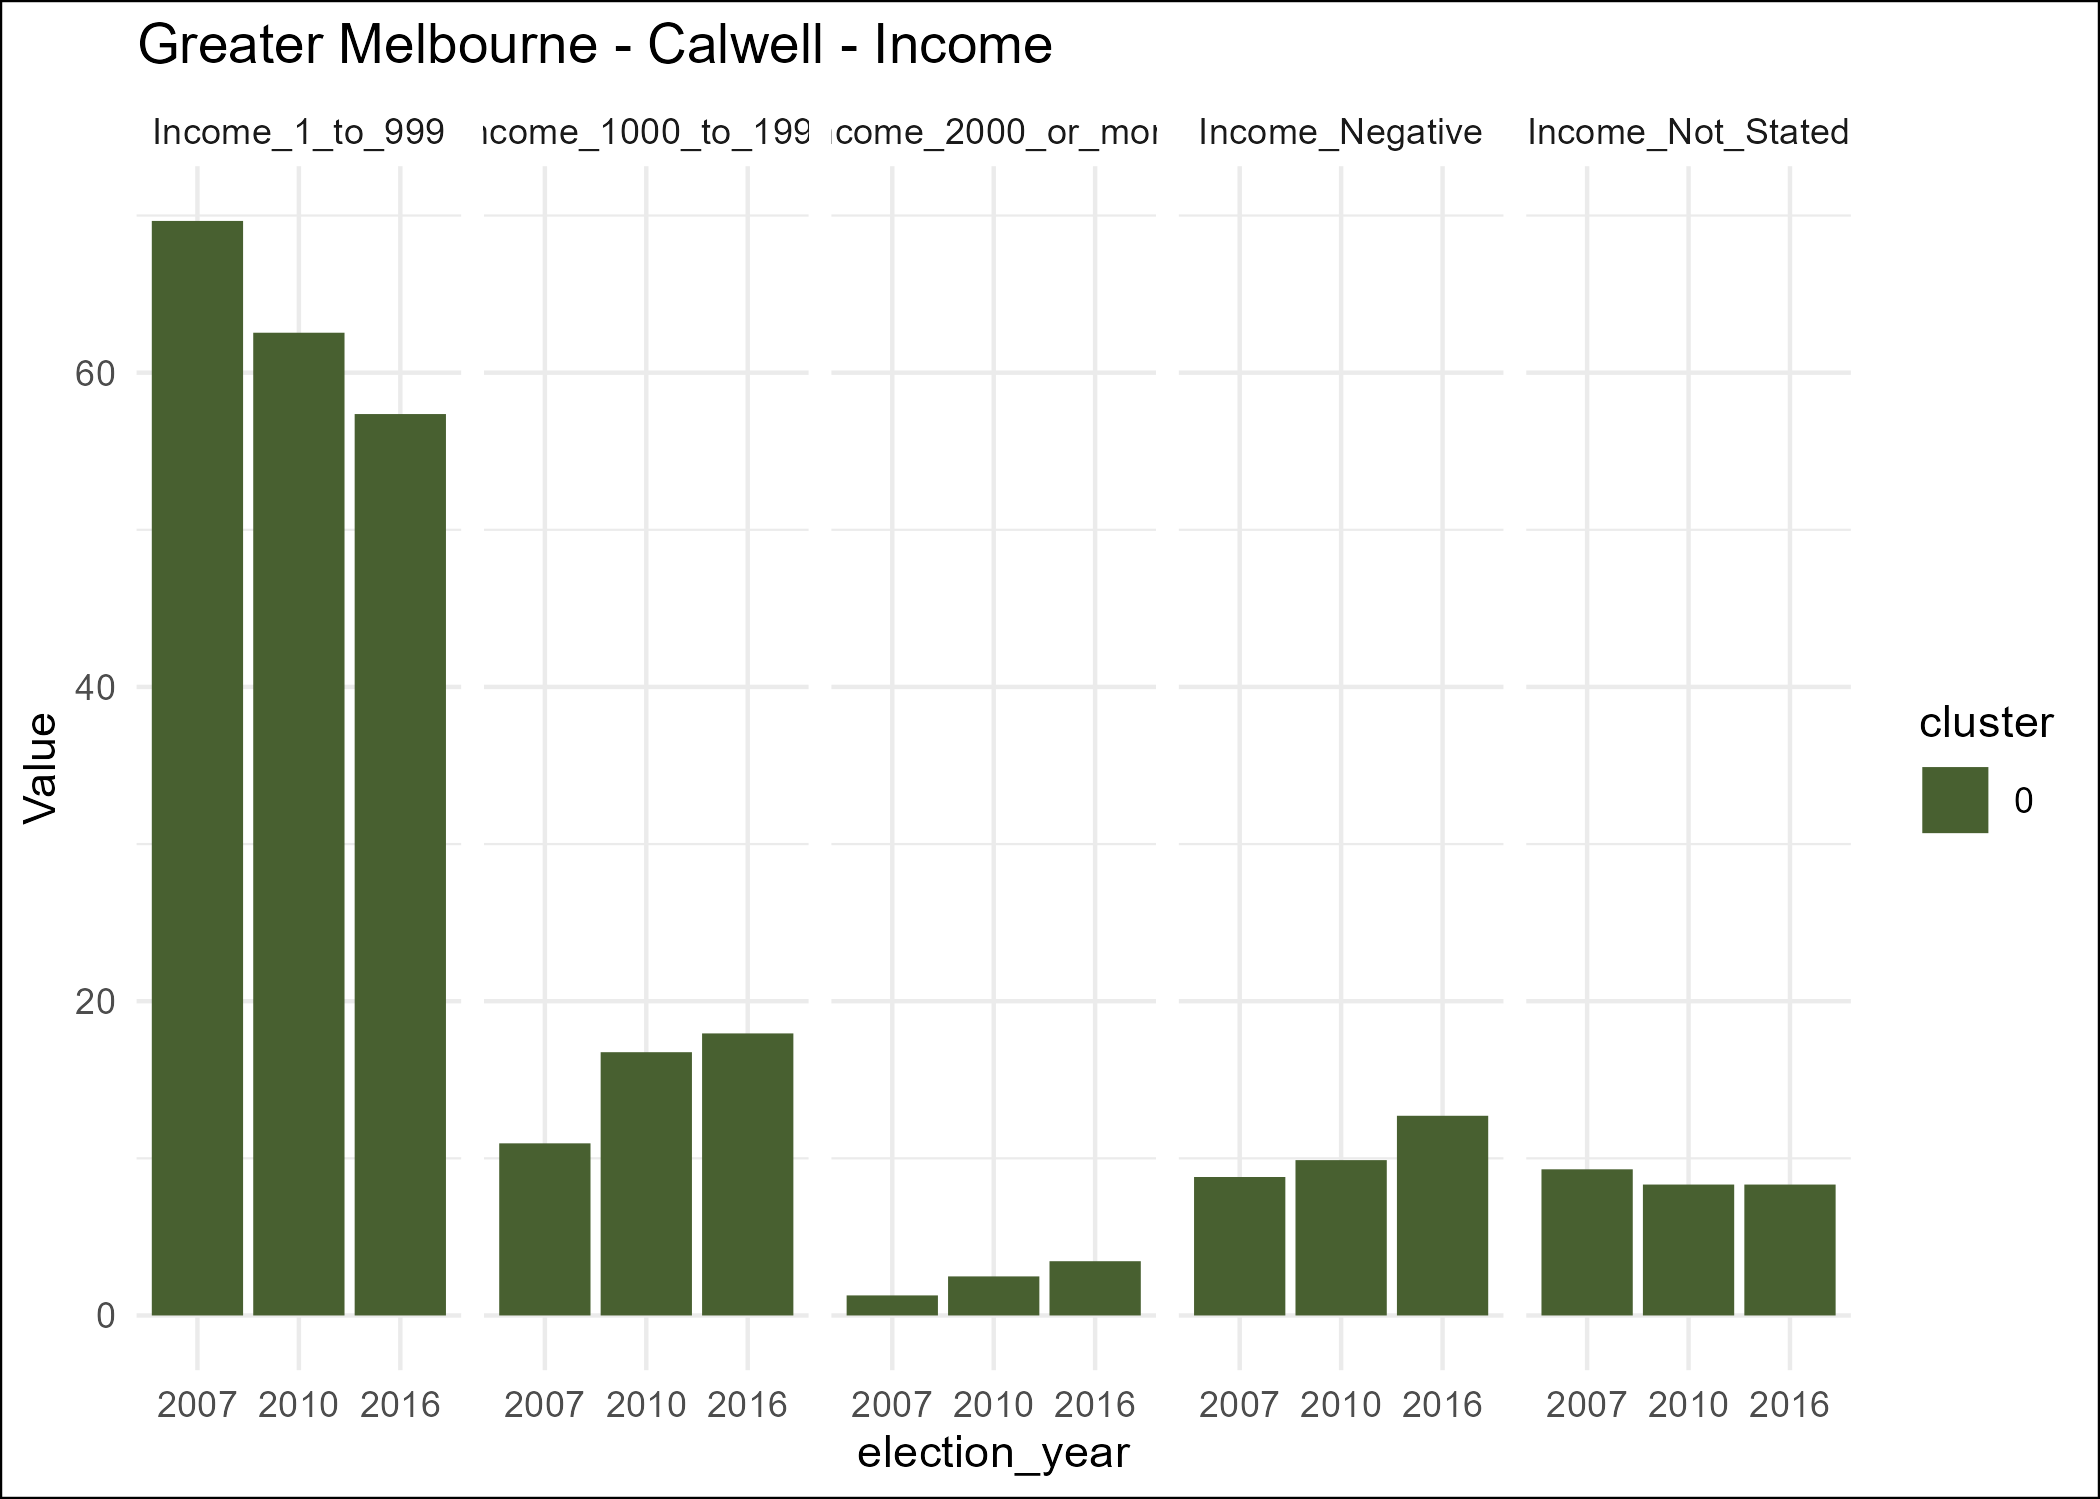 Greater Melbourne - Calwell - Income
Income_1_to_999 ncome_1000_to_199 ncome_2000_or_mor Income_Negative Income_Not_Stated
60
40
20
0
Value
2007 2010 2016 2007 2010 2016 2007 2010 2016 2007 2010 2016 2007 2010 2016
election_year
cluster
0